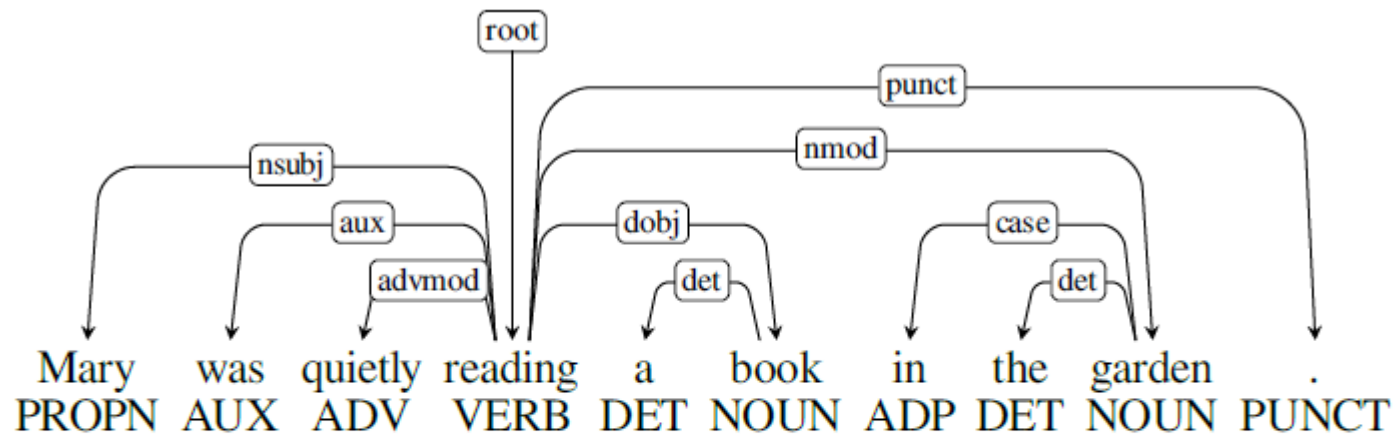 root
punct
nmod
nsubj
aux dobj case
advmod det det
Mary was quietly reading a book in the garden .
PROPN AUX ADV VERB DET NOUN ADP DET NOUN PUNCT